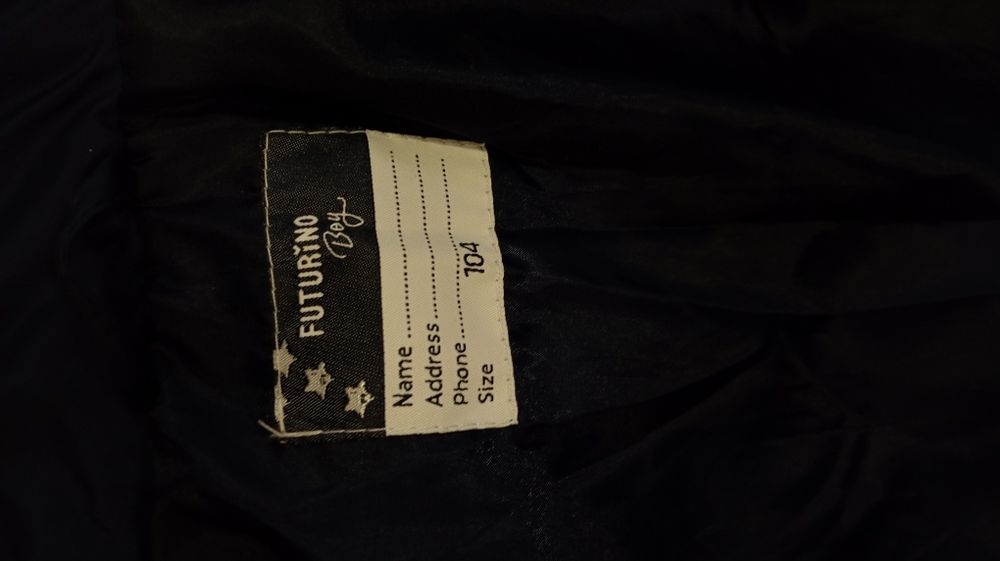 FUTURINO
Boy
Name ........................
Address ........................
Phone ........................
Size 104